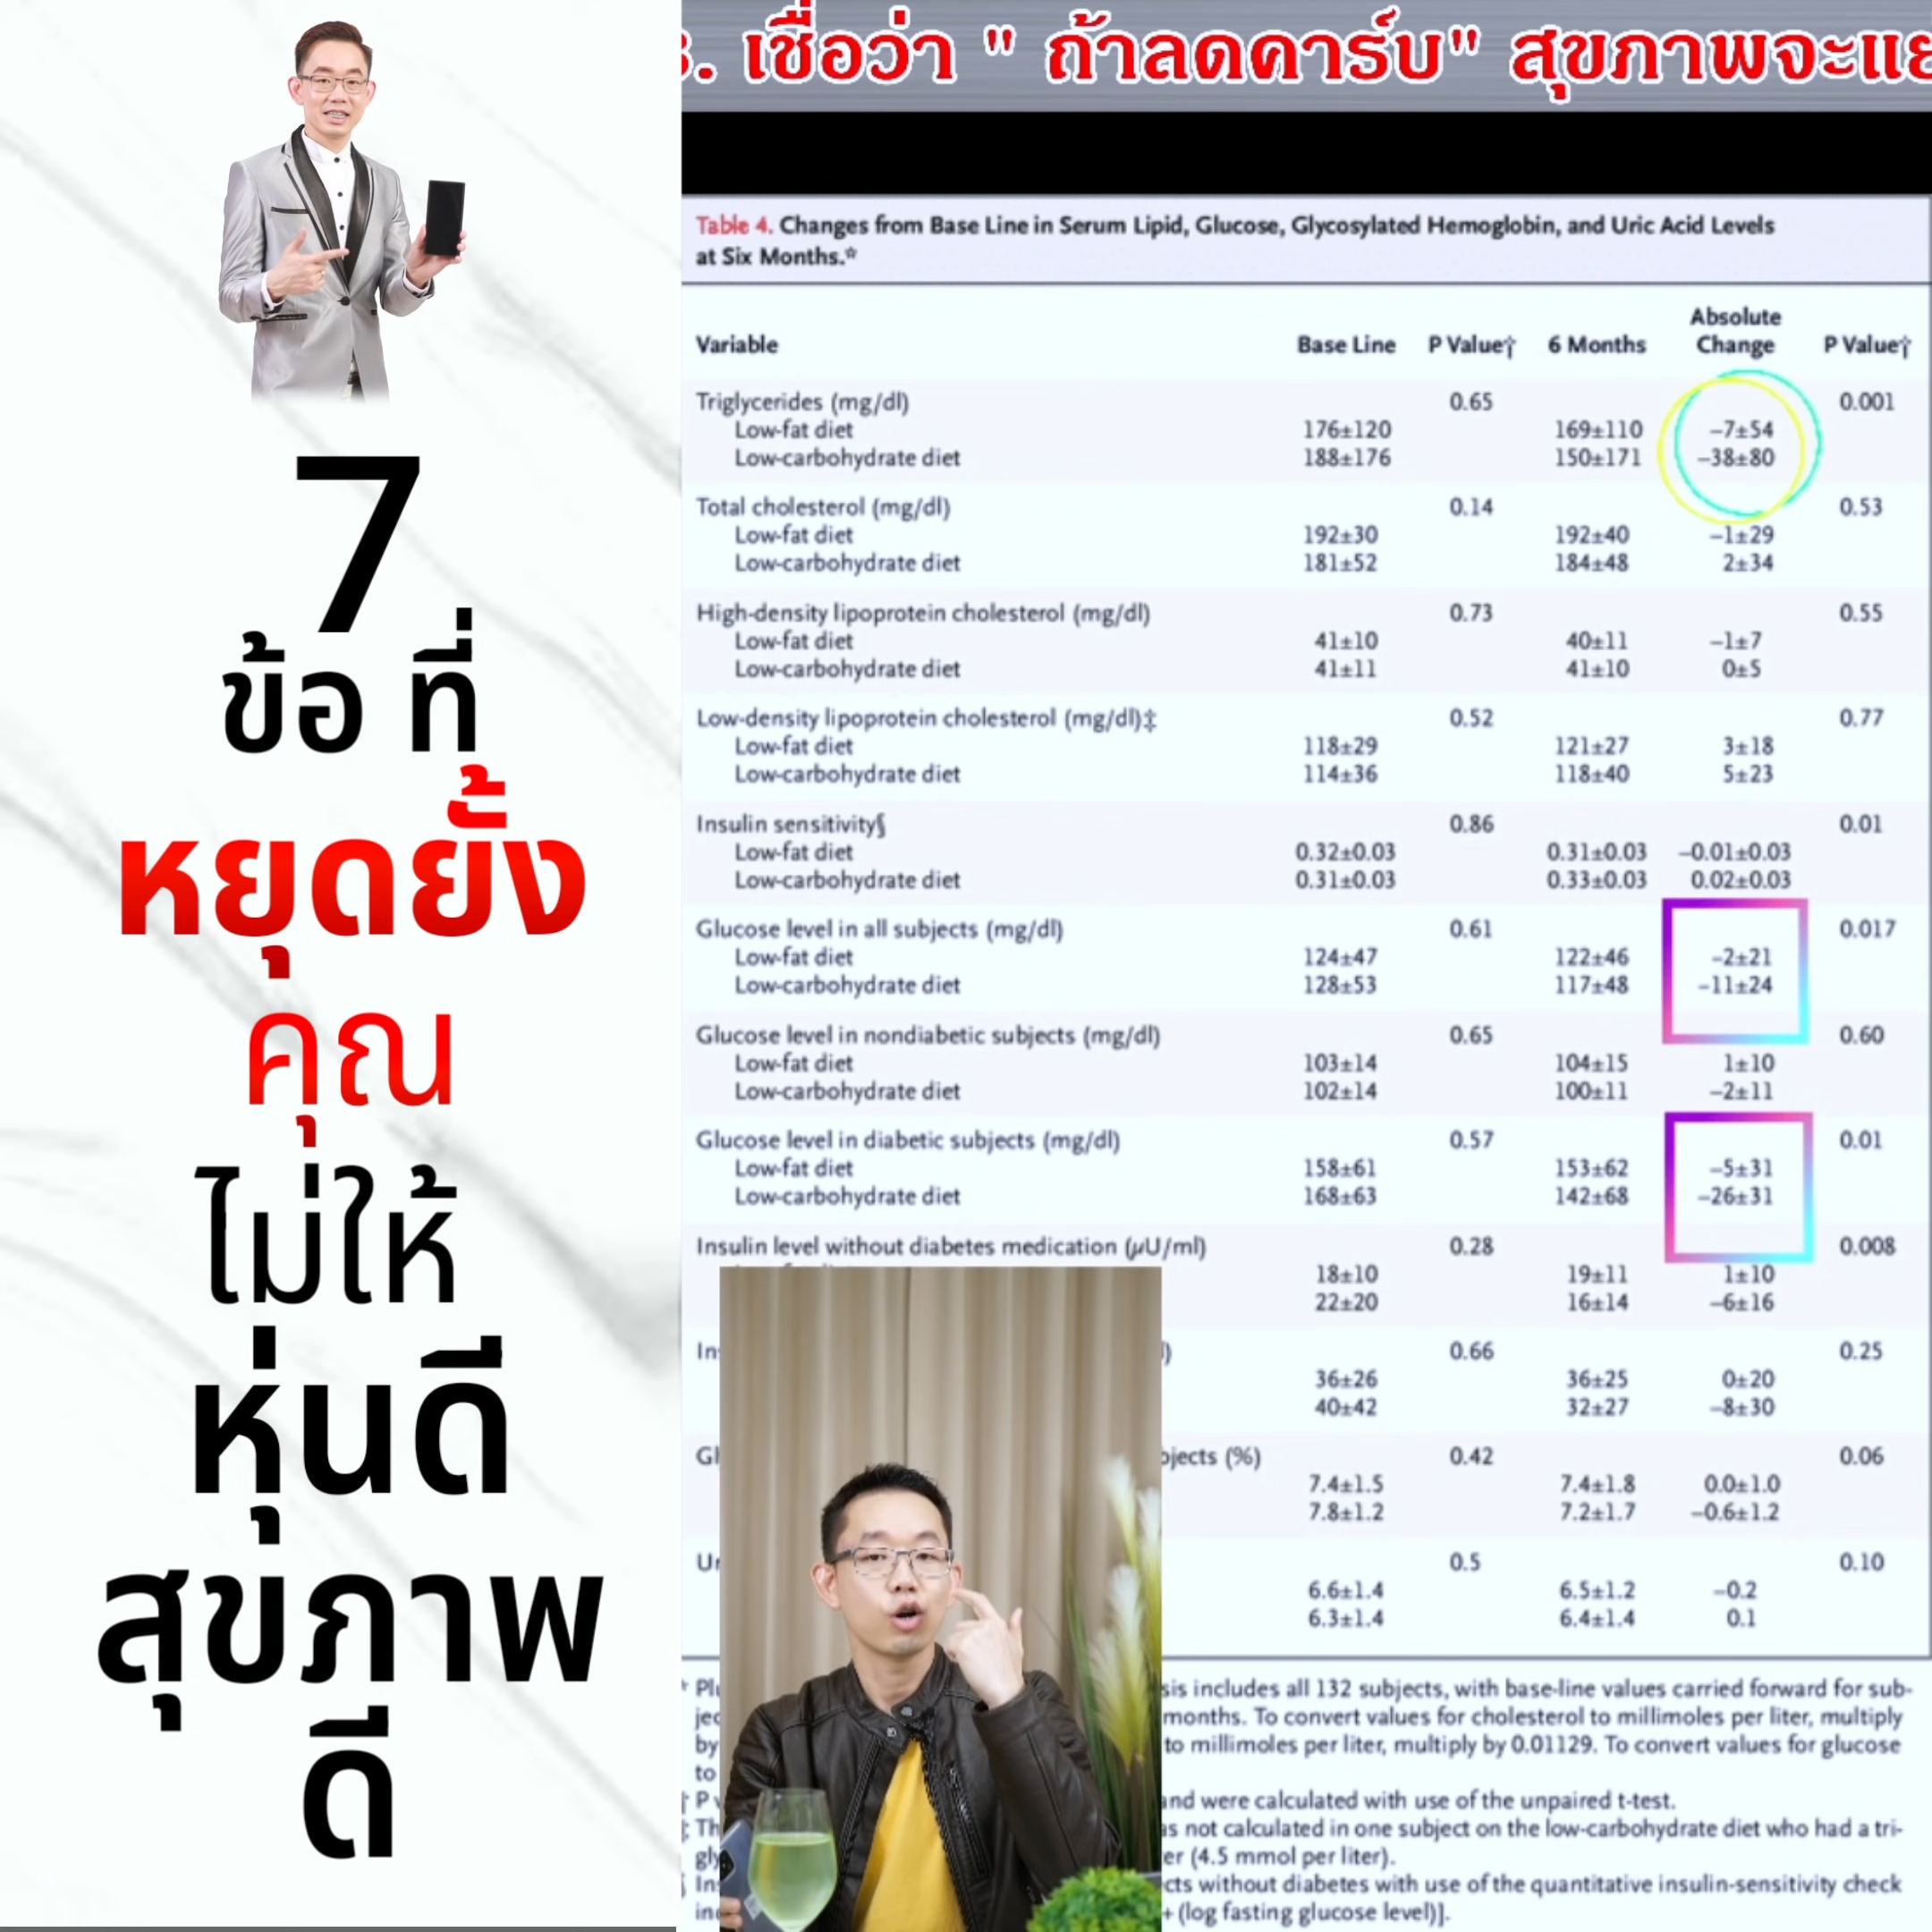 7
ข้อ ที่
หยุดยั้ง
คุณ
ไม่ให้
หุ่นดี
สุขภาพ
ดี
. เชื่อว่า " ถ้าลดคาร์บ" สุขภาพจะ
Table 4. Changes from Base Line in Serum Lipid, Glucose, Glycosylated Hemoglobin, and Uric Acid Levels
at Six Months.*
Variable Base Line P Value† 6 Months Absolute Change P Value†
Triglycerides (mg/dl) 0.65 0.001
Low-fat diet 176±120 169±110 –7±54
Low-carbohydrate diet 188±176 150±171 –38±80
Total cholesterol (mg/dl) 0.14 0.53
Low-fat diet 192±30 192±40 –1±29
Low-carbohydrate diet 181±52 184±48 2±34
High-density lipoprotein cholesterol (mg/dl) 0.73 0.55
Low-fat diet 41±10 40±11 –1±7
Low-carbohydrate diet 41±11 41±10 0±5
Low-density lipoprotein cholesterol (mg/dl)‡ 0.52 0.77
Low-fat diet 118±29 121±27 3±18
Low-carbohydrate diet 114±36 118±40 5±23
Insulin sensitivity§ 0.86 0.01
Low-fat diet 0.32±0.03 0.31±0.03 –0.01±0.03
Low-carbohydrate diet 0.31±0.03 0.33±0.03 0.02±0.03
Glucose level in all subjects (mg/dl) 0.61 0.017
Low-fat diet 124±47 122±46 –2±21
Low-carbohydrate diet 128±53 117±48 –11±24
Glucose level in nondiabetic subjects (mg/dl) 0.65 0.60
Low-fat diet 103±14 104±15 1±10
Low-carbohydrate diet 102±14 100±11 –2±11
Glucose level in diabetic subjects (mg/dl) 0.57 0.01
Low-fat diet 158±61 153±62 –5±31
Low-carbohydrate diet 168±63 142±68 –26±31
Insulin level without diabetes medication (µU/ml) 0.28 0.008
18±10 19±11 1±10
22±20 16±14 –6±16
0.66 0.25
36±26 36±25 0±20
40±42 32±27 –8±30
(%) 0.42 0.06
7.4±1.5 7.4±1.8 0.0±1.0
7.8±1.2 7.2±1.7 –0.6±1.2
0.5 0.10
6.6±1.4 6.5±1.2 –0.2
6.3±1.4 6.4±1.4 0.1
includes all 132 subjects, with base-line values carried forward for sub-
months. To convert values for cholesterol to millimoles per liter, multiply
by to millimoles per liter, multiply by 0.01129. To convert values for glucose
to
† P and were calculated with use of the unpaired t-test.
not calculated in one subject on the low-carbohydrate diet who had a tri-
(4.5 mmol per liter).
without diabetes with use of the quantitative insulin-sensitivity check
+ (log fasting glucose level)].